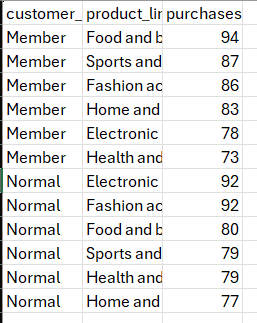 customer_ product_lin purchases
Member Food and b 94
Member Sports and 87
Member Fashion ac 86
Member Home and 83
Member Electronic 78
Member Health and 73
Normal Electronic 92
Normal Fashion ac 92
Normal Food and b 80
Normal Sports and 79
Normal Health and 79
Normal Home and 77